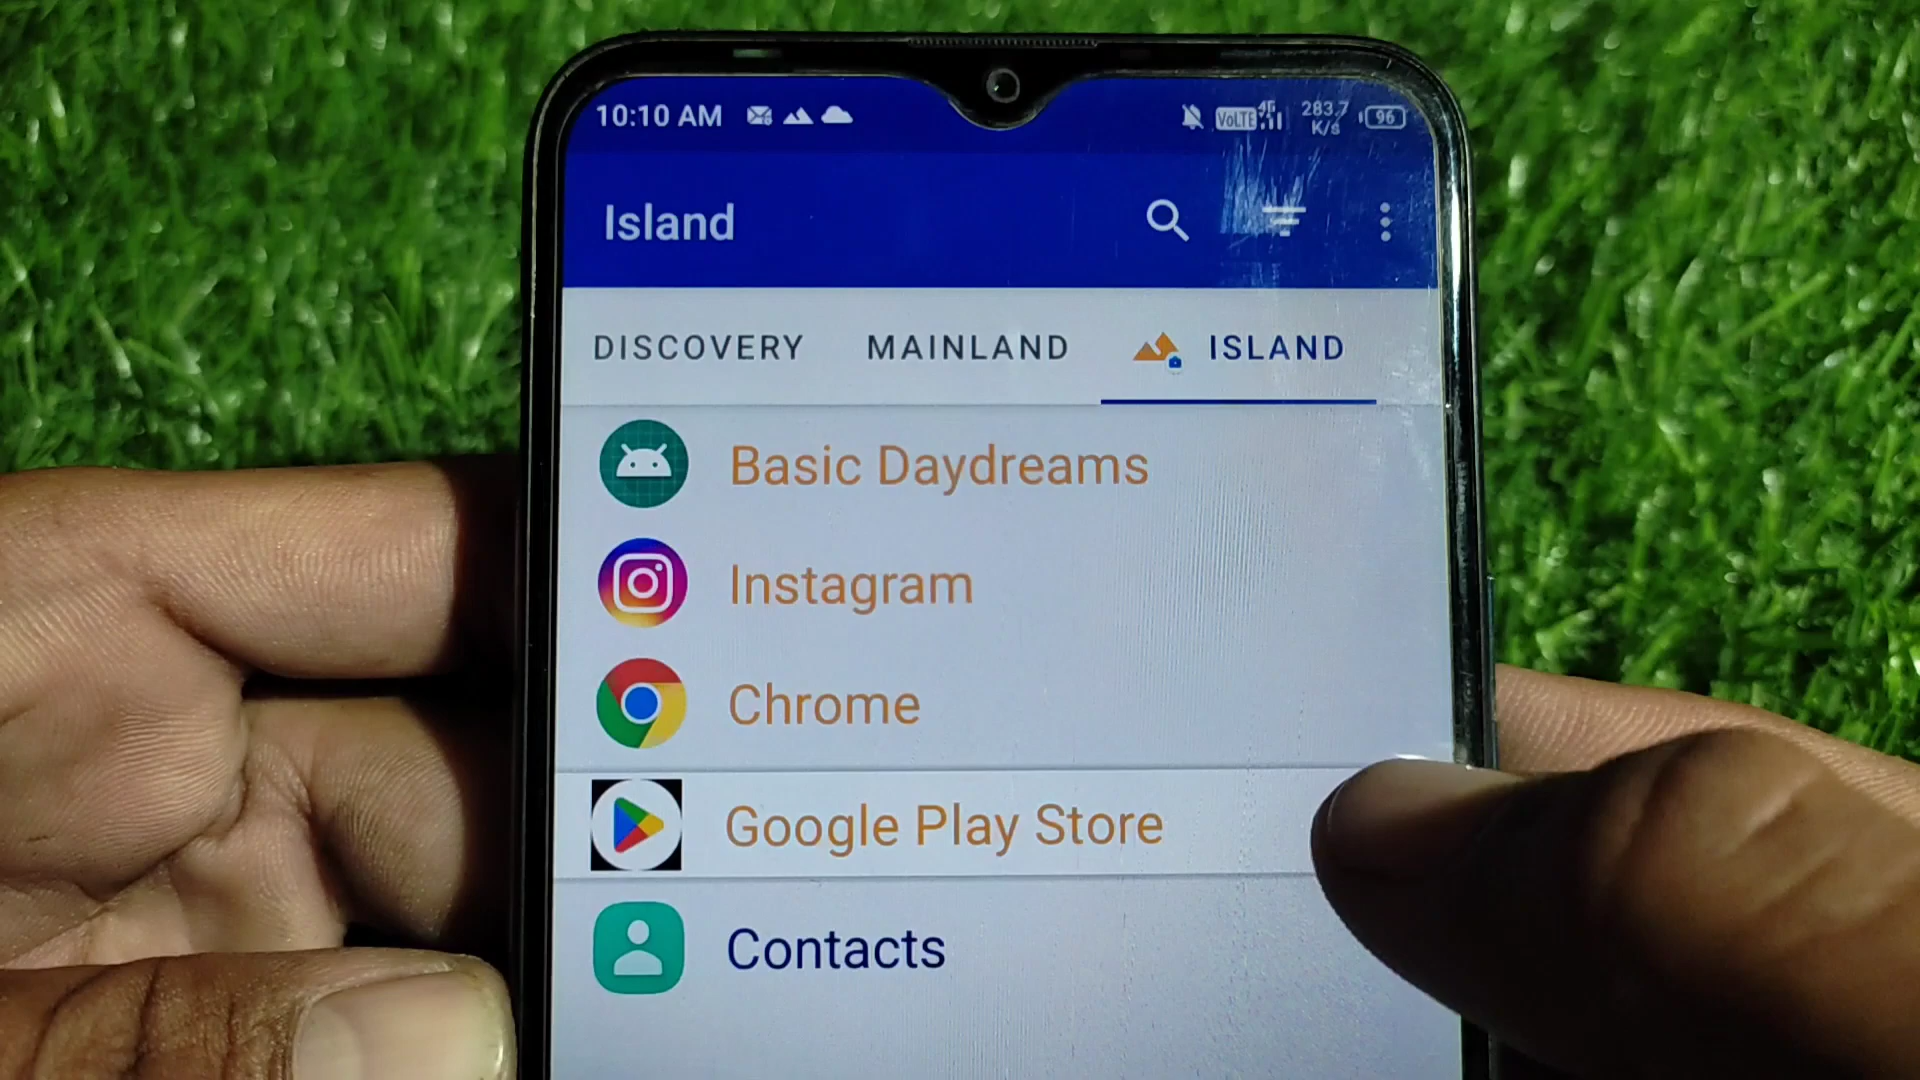 10:10 AM VoLTE 4G 283.7 K/s 96
Island
DISCOVERY MAINLAND ISLAND
Basic Daydreams
Instagram
Chrome
Google Play Store
Contacts